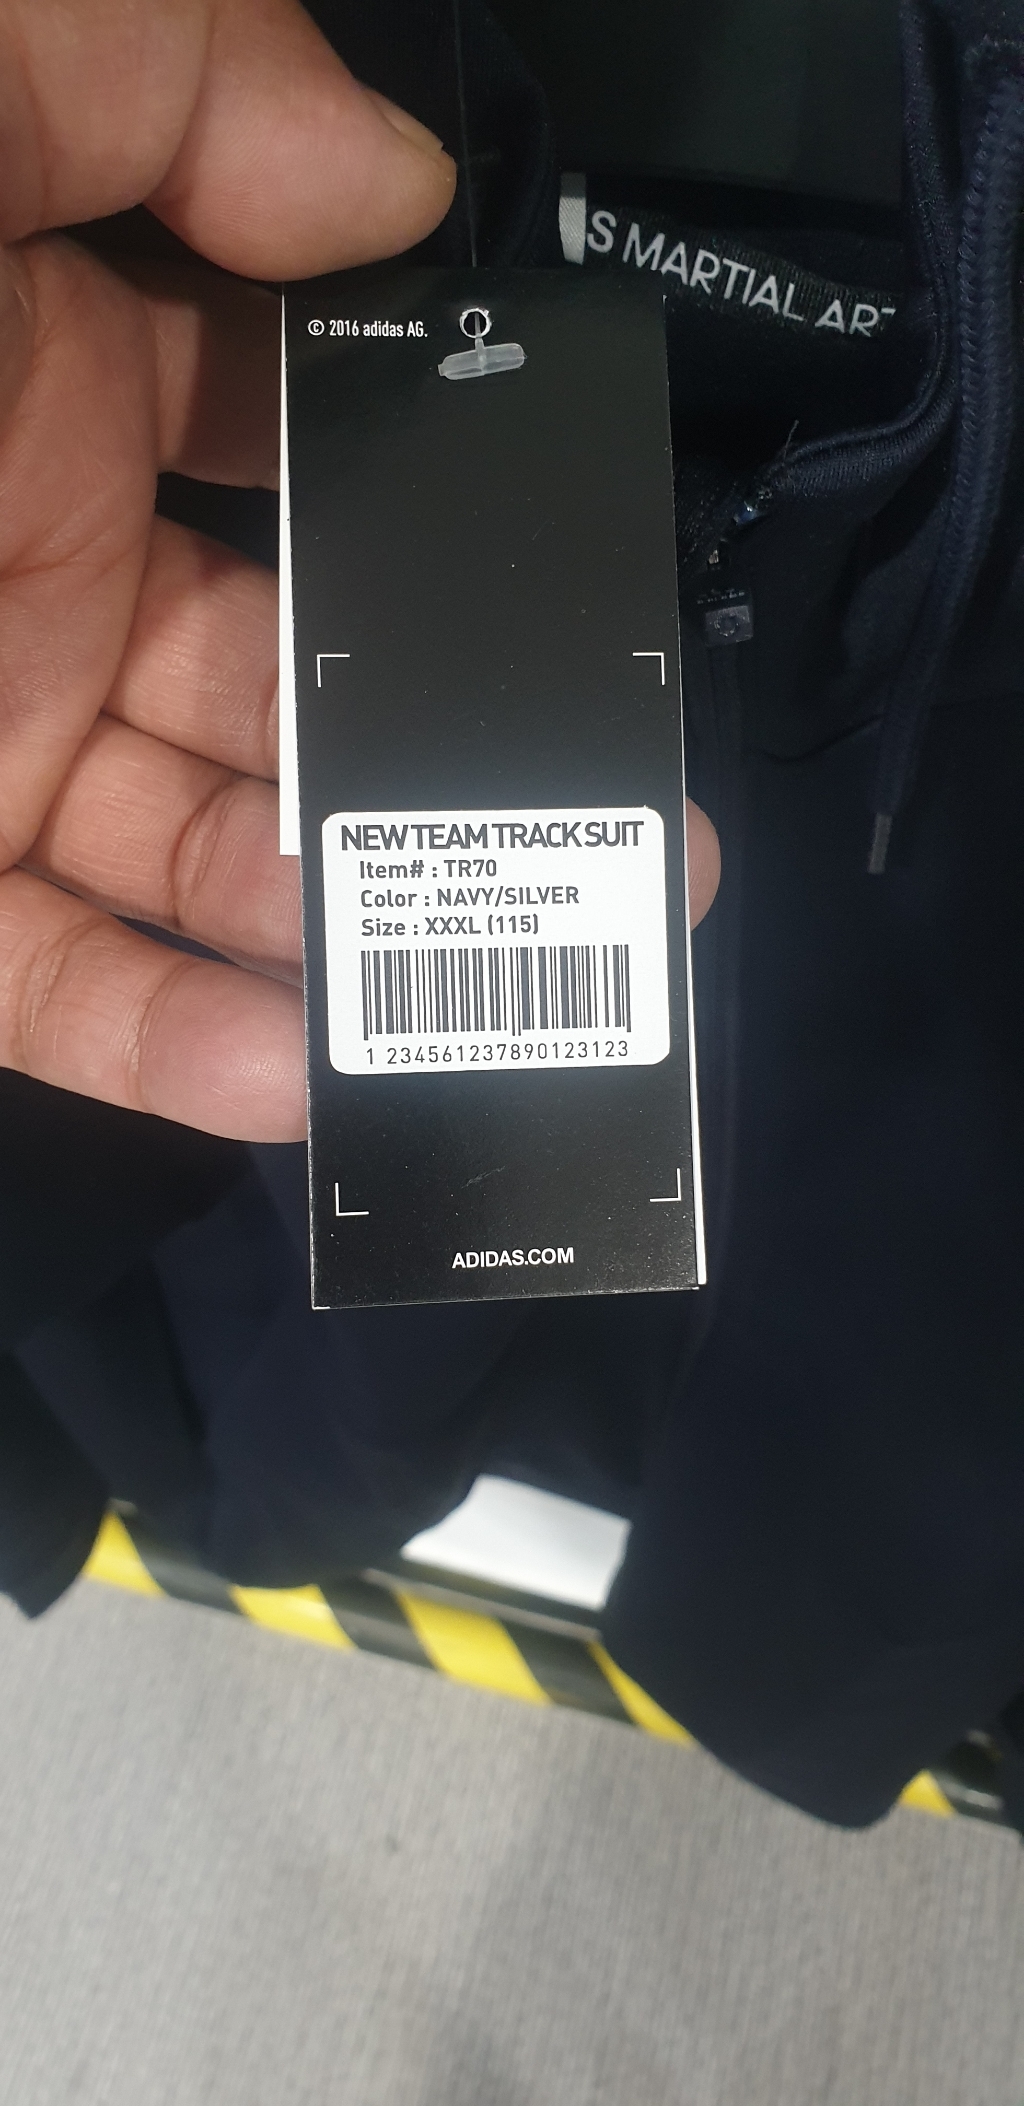 S MARTIAL AR
© 2016 adidas AG.
NEW TEAM TRACK SUIT
Item# : TR70
Color : NAVY/SILVER
Size : XXXL (115)
1 234561237890123123
ADIDAS.COM